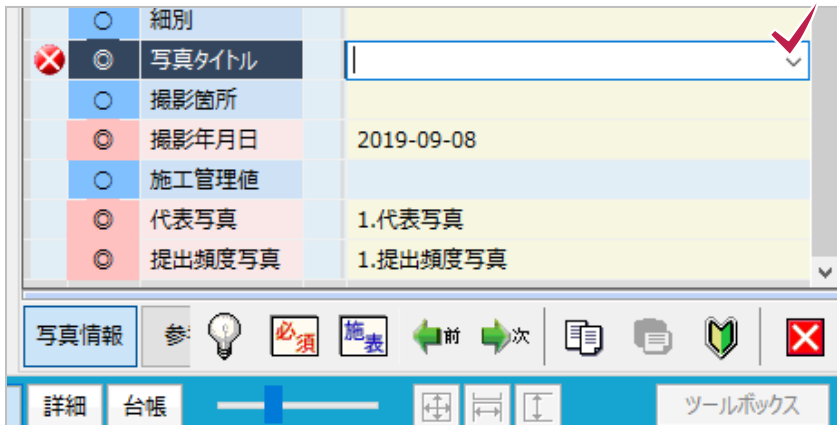 ○ 細別
◎ 写真タイトル
○ 撮影箇所
◎ 撮影年月日 2019-09-08
○ 施工管理値
◎ 代表写真 1.代表写真
◎ 提出頻度写真 1.提出頻度写真
写真情報 参 必須 施表 前 次
詳細 台帳 ツールボックス